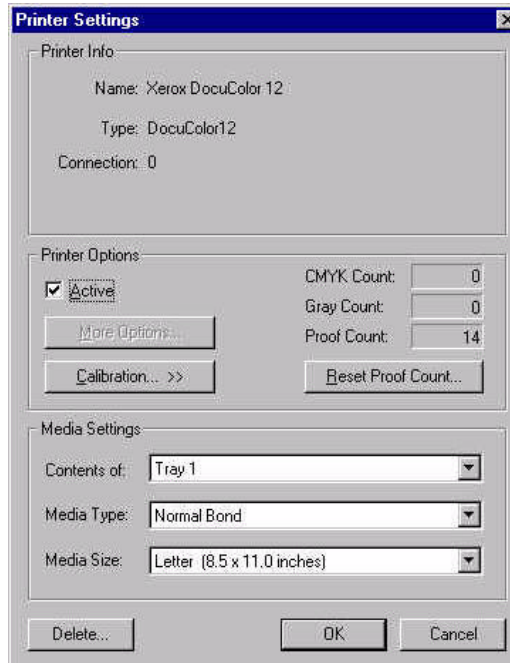 Printer Settings
Printer Info
Name: Xerox DocuColor 12
Type: DocuColor12
Connection: 0
Printer Options
Active
More Options...
Calibration... >>
CMYK Count: 0
Gray Count: 0
Proof Count: 14
Reset Proof Count...
Media Settings
Contents of: Tray 1
Media Type: Normal Bond
Media Size: Letter (8.5 x 11.0 inches)
Delete... OK Cancel